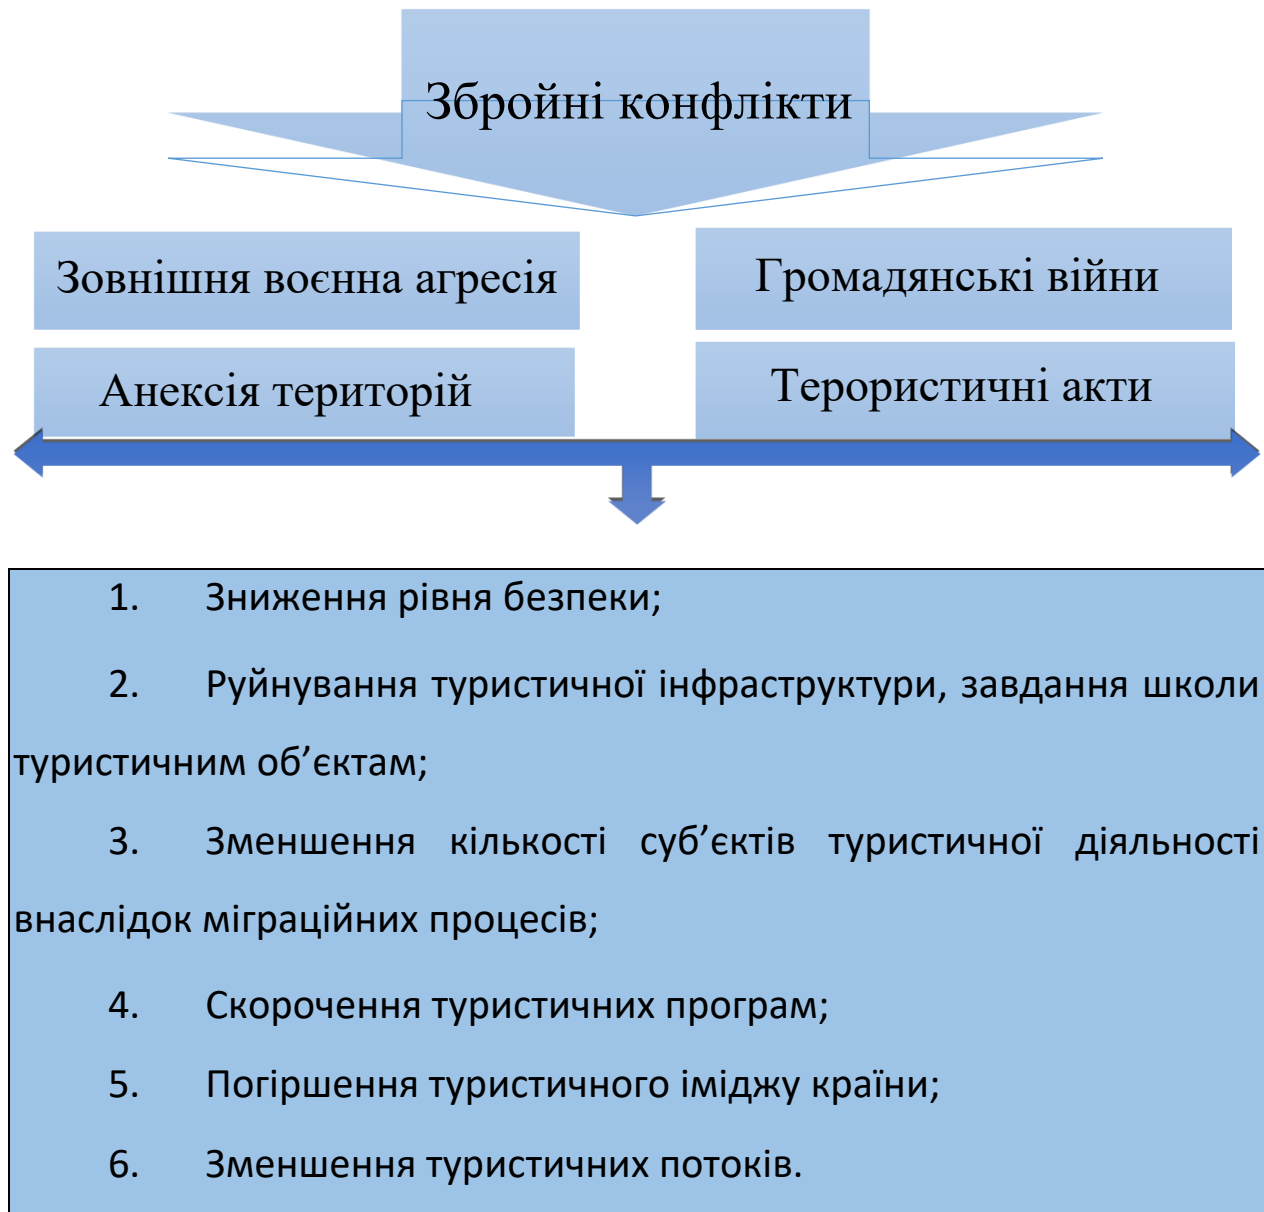 Збройні конфлікти
Зовнішня воєнна агресія
Громадянські війни
Анексія територій
Терористичні акти
1. Зниження рівня безпеки;
2. Руйнування туристичної інфраструктури, завдання школи
туристичним об’єктам;
3. Зменшення кількості суб’єктів туристичної діяльності
внаслідок міграційних процесів;
4. Скорочення туристичних програм;
5. Погіршення туристичного іміджу країни;
6. Зменшення туристичних потоків.